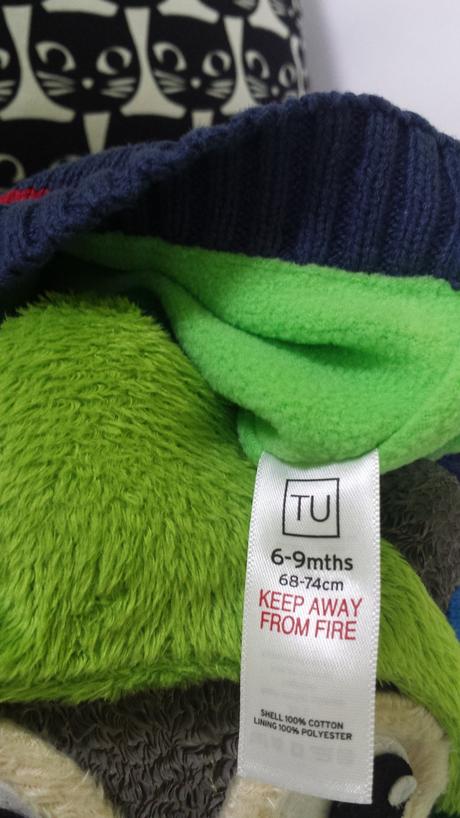 TU
6-9mths
68-74cm
KEEP AWAY
FROM FIRE
SHELL 100% COTTON
LINING 100% POLYESTER